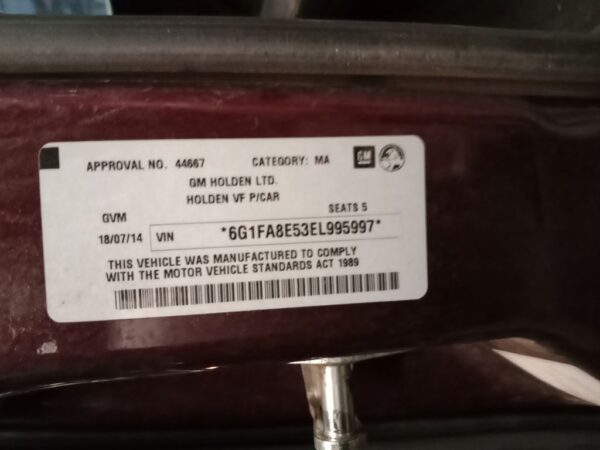 APPROVAL NO. 44667 CATEGORY: MA GM
GM HOLDEN LTD.
HOLDEN VF P/CAR
GVM SEATS 5
18/07/14 VIN *6G1FA8E53EL995997*
THIS VEHICLE WAS MANUFACTURED TO COMPLY
WITH THE MOTOR VEHICLE STANDARDS ACT 1989